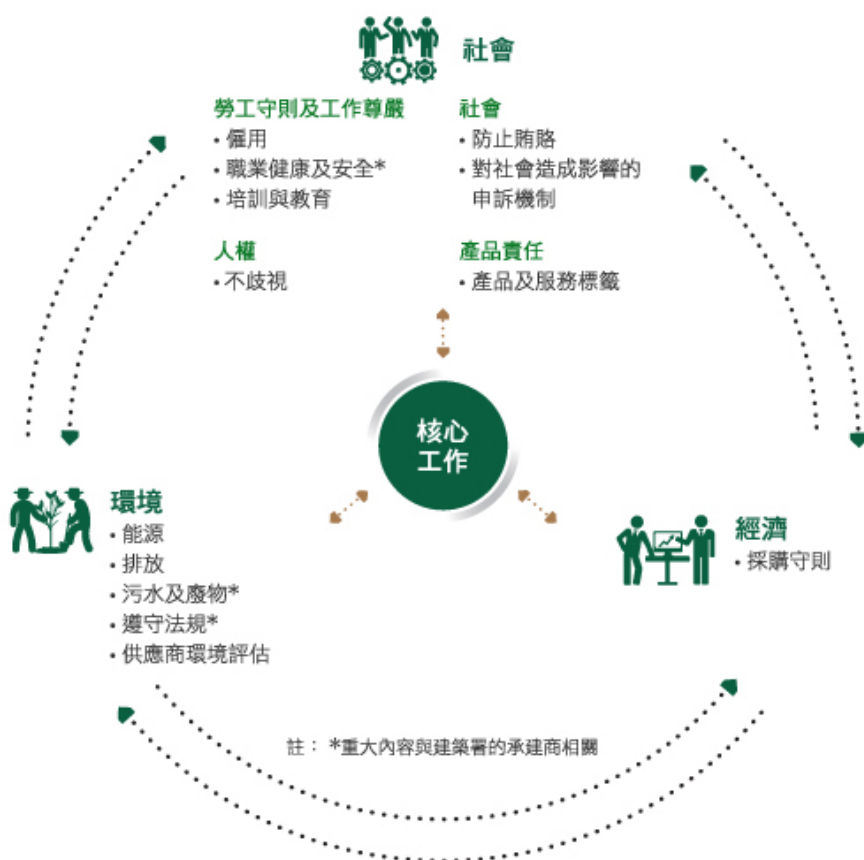 社會
勞工守則及工作尊嚴
• 僱用
• 職業健康及安全*
• 培訓與教育
社會
• 防止賄賂
• 對社會造成影響的
申訴機制
人權
• 不歧視
產品責任
• 產品及服務標籤
核心
工作
環境
• 能源
• 排放
• 污水及廢物*
• 遵守法規*
• 供應商環境評估
經濟
• 採購守則
註： *重大內容與建築署的承建商相關